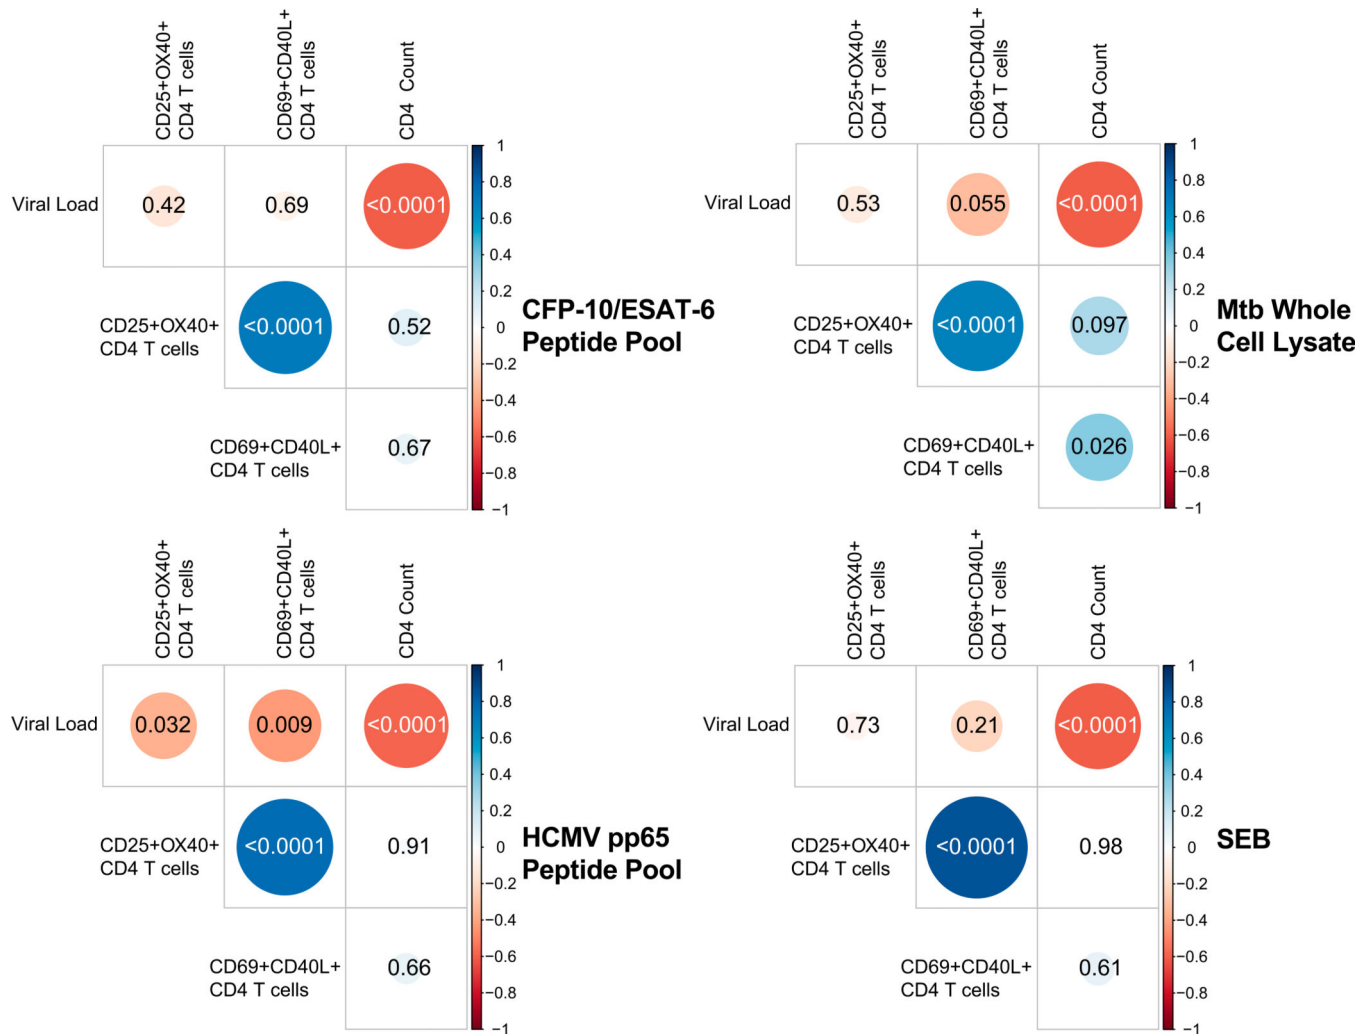 CD25+OX40+
CD4 T cells
CD69+CD40L+
CD4 T cells
CD4 Count
Viral Load
0.42
0.69
<0.0001
CD25+OX40+
CD4 T cells
<0.0001
0.52
CD69+CD40L+
CD4 T cells
0.67
1
0.8
0.6
0.4
0.2
0
−0.2
−0.4
−0.6
−0.8
−1
CFP-10/ESAT-6
Peptide Pool
CD25+OX40+
CD4 T cells
CD69+CD40L+
CD4 T cells
CD4 Count
Viral Load
0.53
0.055
<0.0001
CD25+OX40+
CD4 T cells
<0.0001
0.097
CD69+CD40L+
CD4 T cells
0.026
1
0.8
0.6
0.4
0.2
0
−0.2
−0.4
−0.6
−0.8
−1
Mtb Whole
Cell Lysate
CD25+OX40+
CD4 T cells
CD69+CD40L+
CD4 T cells
CD4 Count
Viral Load
0.032
0.009
<0.0001
CD25+OX40+
CD4 T cells
<0.0001
0.91
CD69+CD40L+
CD4 T cells
0.66
1
0.8
0.6
0.4
0.2
0
−0.2
−0.4
−0.6
−0.8
−1
HCMV pp65
Peptide Pool
CD25+OX40+
CD4 T cells
CD69+CD40L+
CD4 T cells
CD4 Count
Viral Load
0.73
0.21
<0.0001
CD25+OX40+
CD4 T cells
<0.0001
0.98
CD69+CD40L+
CD4 T cells
0.61
1
0.8
0.6
0.4
0.2
0
−0.2
−0.4
−0.6
−0.8
−1
SEB